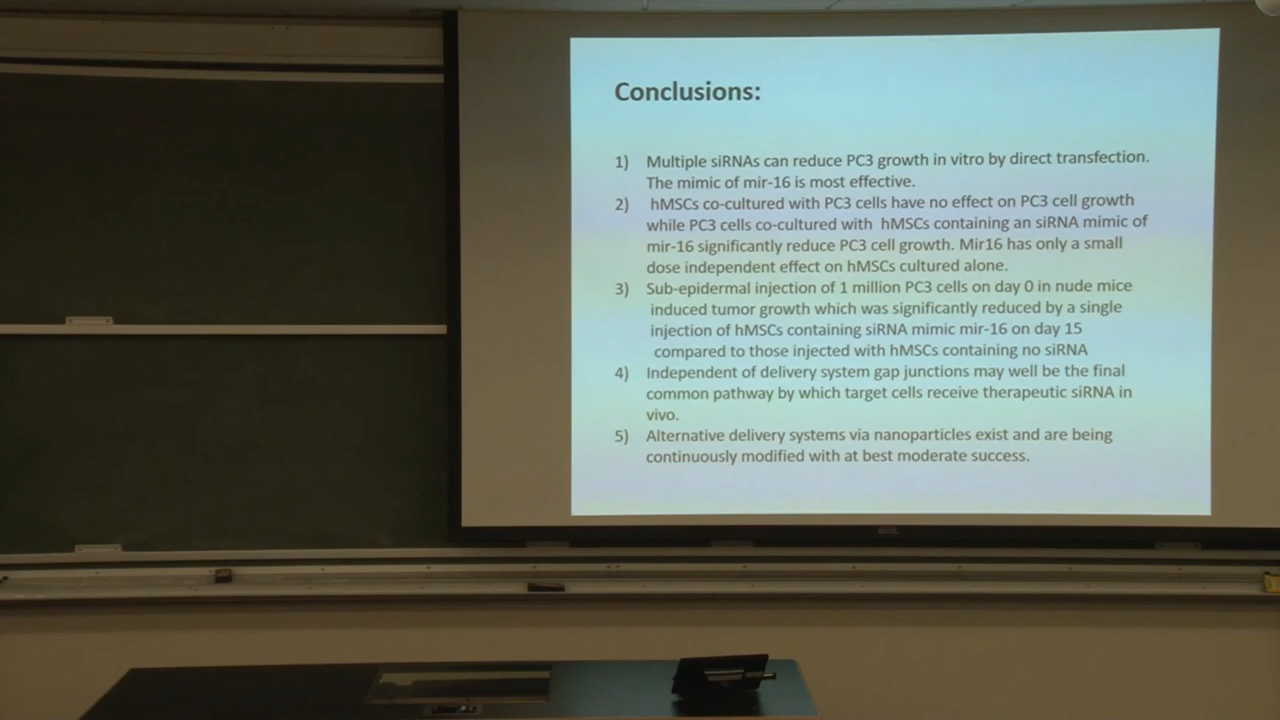 Conclusions:
1) Multiple siRNAs can reduce PC3 growth in vitro by direct transfection.
The mimic of mir-16 is most effective.
2) hMSCs co-cultured with PC3 cells have no effect on PC3 cell growth
while PC3 cells co-cultured with hMSCs containing an siRNA mimic of
mir-16 significantly reduce PC3 cell growth. Mir16 has only a small
dose independent effect on hMSCs cultured alone.
3) Sub-epidermal injection of 1 million PC3 cells on day 0 in nude mice
induced tumor growth which was significantly reduced by a single
injection of hMSCs containing siRNA mimic mir-16 on day 15
compared to those injected with hMSCs containing no siRNA
4) Independent of delivery system gap junctions may well be the final
common pathway by which target cells receive therapeutic siRNA in
vivo.
5) Alternative delivery systems via nanoparticles exist and are being
continuously modified with at best moderate success.